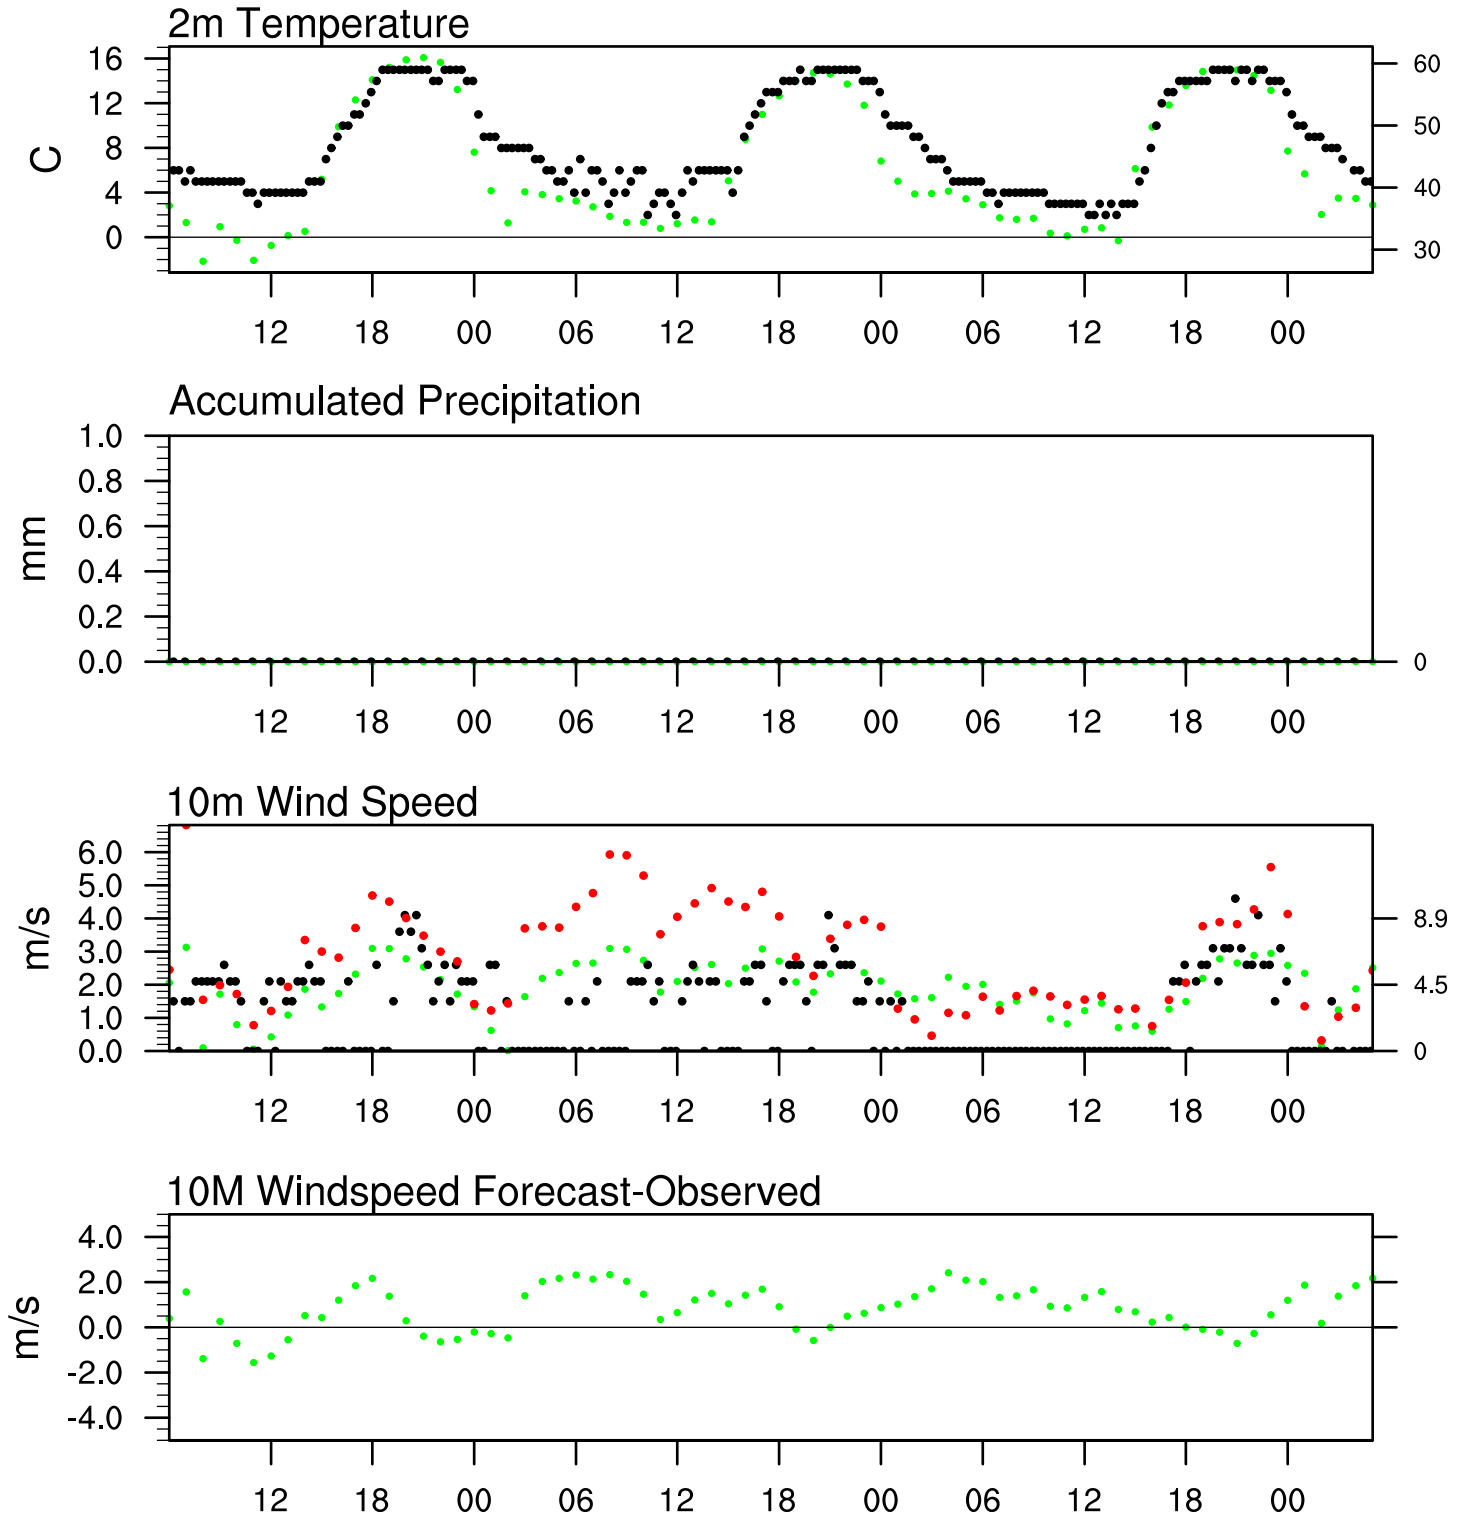 2m Temperature
16
12
8
4
0
C
60
50
40
30
12 18 00 06 12 18 00 06 12 18 00
Accumulated Precipitation
1.0
0.8
0.6
0.4
0.2
0.0
mm
0
12 18 00 06 12 18 00 06 12 18 00
10m Wind Speed
6.0
5.0
4.0
3.0
2.0
1.0
0.0
m/s
8.9
4.5
0
12 18 00 06 12 18 00 06 12 18 00
10M Windspeed Forecast-Observed
4.0
2.0
0.0
-2.0
-4.0
m/s
12 18 00 06 12 18 00 06 12 18 00